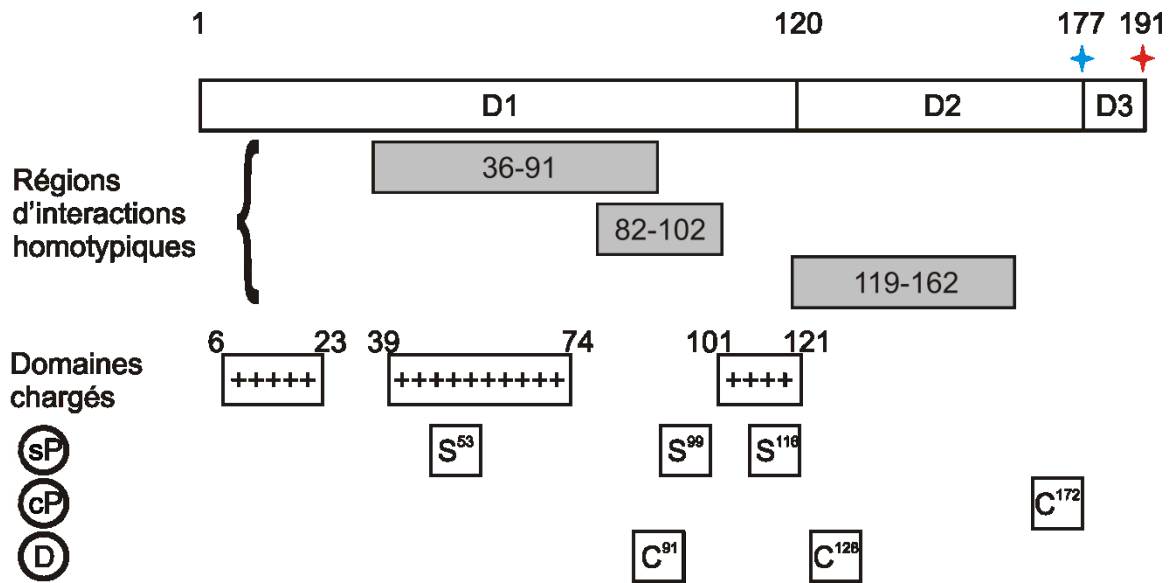 1 120 177 191
D1 D2 D3
Régions
d'interactions
homotypiques
36-91
82-102
119-162
6 23 39 74 101 121
Domaines
chargés
+++++ ++++++++++ ++++
sP S53 S99 S116
cP C172
D C91 C128